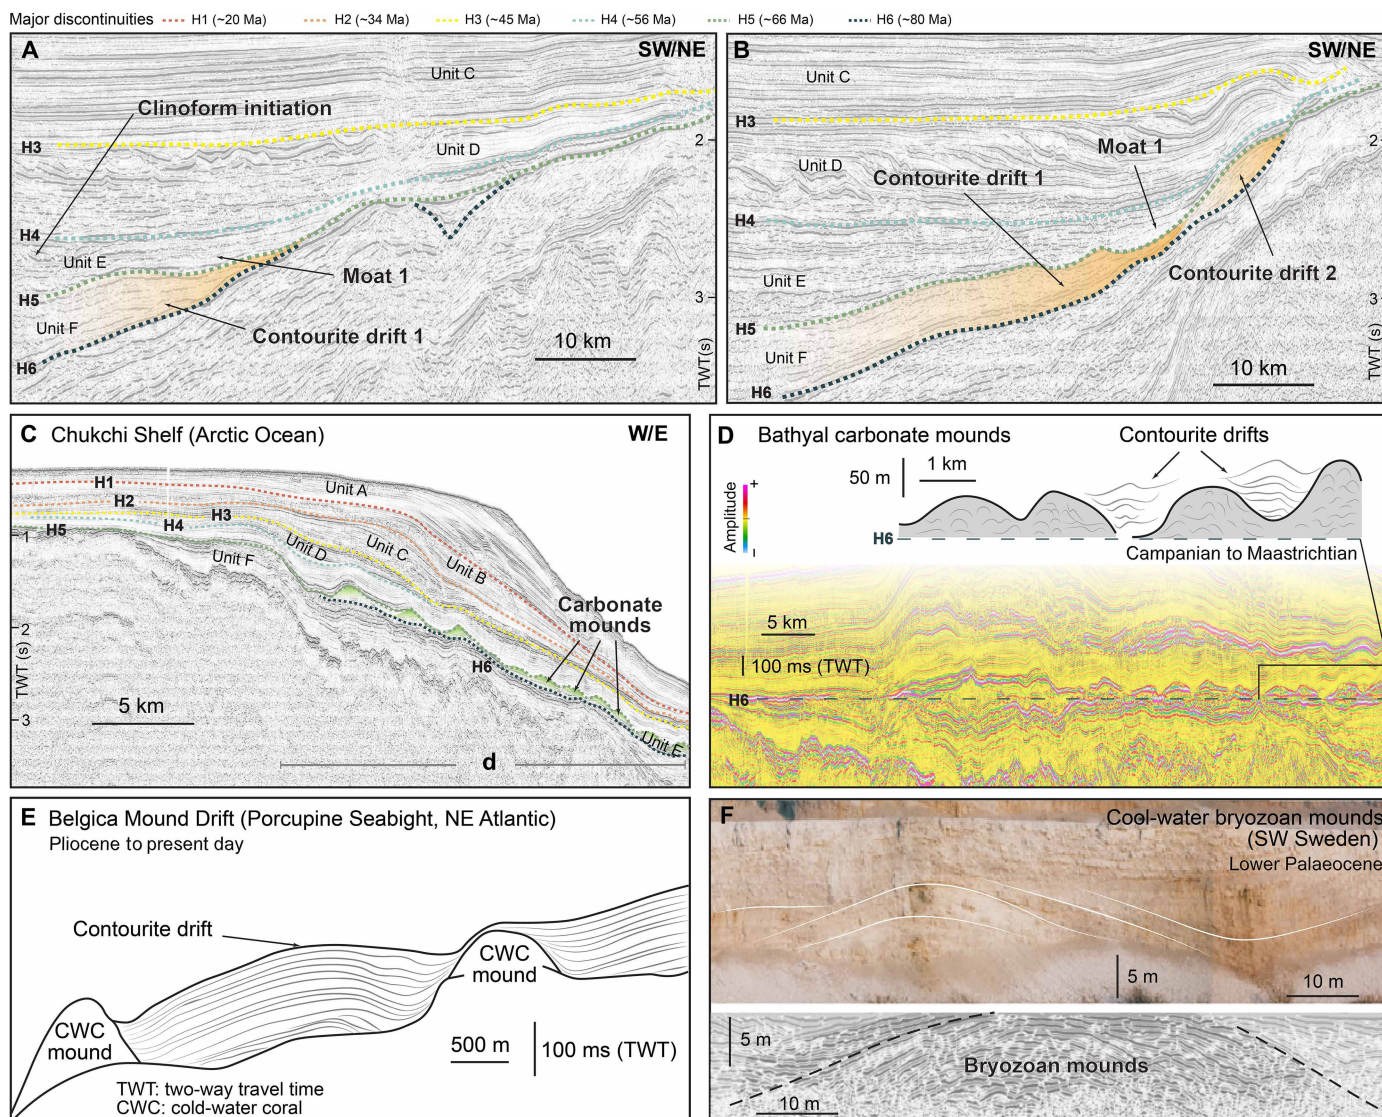 Major discontinuities H1 (~20 Ma) H2 (~34 Ma) H3 (~45 Ma) H4 (~56 Ma) H5 (~66 Ma) H6 (~80 Ma)
A SW/NE
Unit C
Clinoform initiation
H3
Unit D
2
H4
Unit E
Moat 1
H5
3
Unit F
Contourite drift 1
10 km
H6
TWT(s)
B SW/NE
Unit C
H3
Moat 1
2
Unit D
Contourite drift 1
H4
Contourite drift 2
Unit E
3
H5
Unit F
10 km
H6
TWT(s)
C Chukchi Shelf (Arctic Ocean) W/E
H1
Unit A
H2
H3
H5
H4
1
Unit D
Unit C
Unit F
Unit B
Carbonate
mounds
2
H6
TWT (s)
5 km
3
Unit E
d
D Bathyal carbonate mounds Contourite drifts
1 km
50 m
+
Amplitude
–
H6
Campanian to Maastrichtian
5 km
100 ms (TWT)
H6
E Belgica Mound Drift (Porcupine Seabight, NE Atlantic)
Pliocene to present day
Contourite drift
CWC
mound
CWC
mound
500 m
100 ms (TWT)
TWT: two-way travel time
CWC: cold-water coral
F Cool-water bryozoan mounds
(SW Sweden)
Lower Palaeocene
5 m
10 m
5 m
Bryozoan mounds
10 m